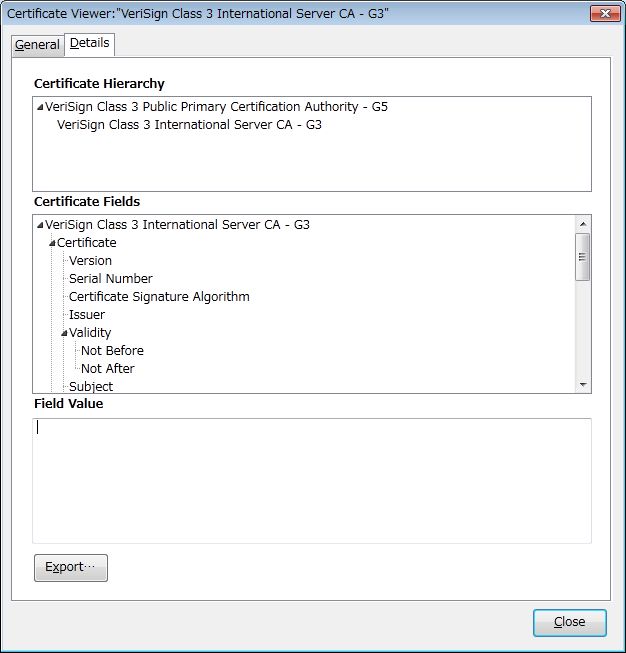 Certificate Viewer:"VeriSign Class 3 International Server CA - G3"
General Details
Certificate Hierarchy
VeriSign Class 3 Public Primary Certification Authority - G5
VeriSign Class 3 International Server CA - G3
Certificate Fields
VeriSign Class 3 International Server CA - G3
Certificate
Version
Serial Number
Certificate Signature Algorithm
Issuer
Validity
Not Before
Not After
Subject
Field Value
Export…
Close